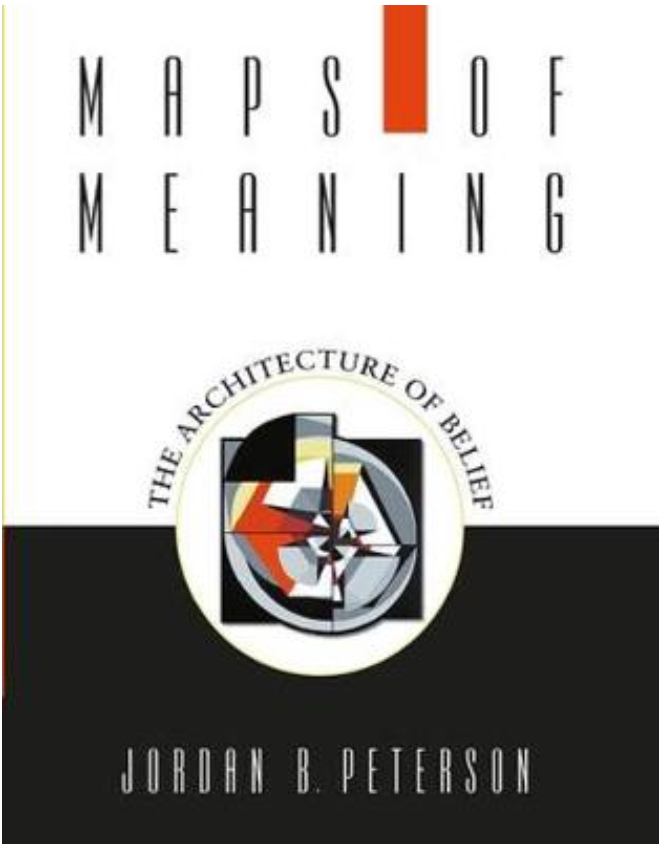 MAPS OF
MEANING
THE ARCHITECTURE OF BELIEF
JORDAN B. PETERSON